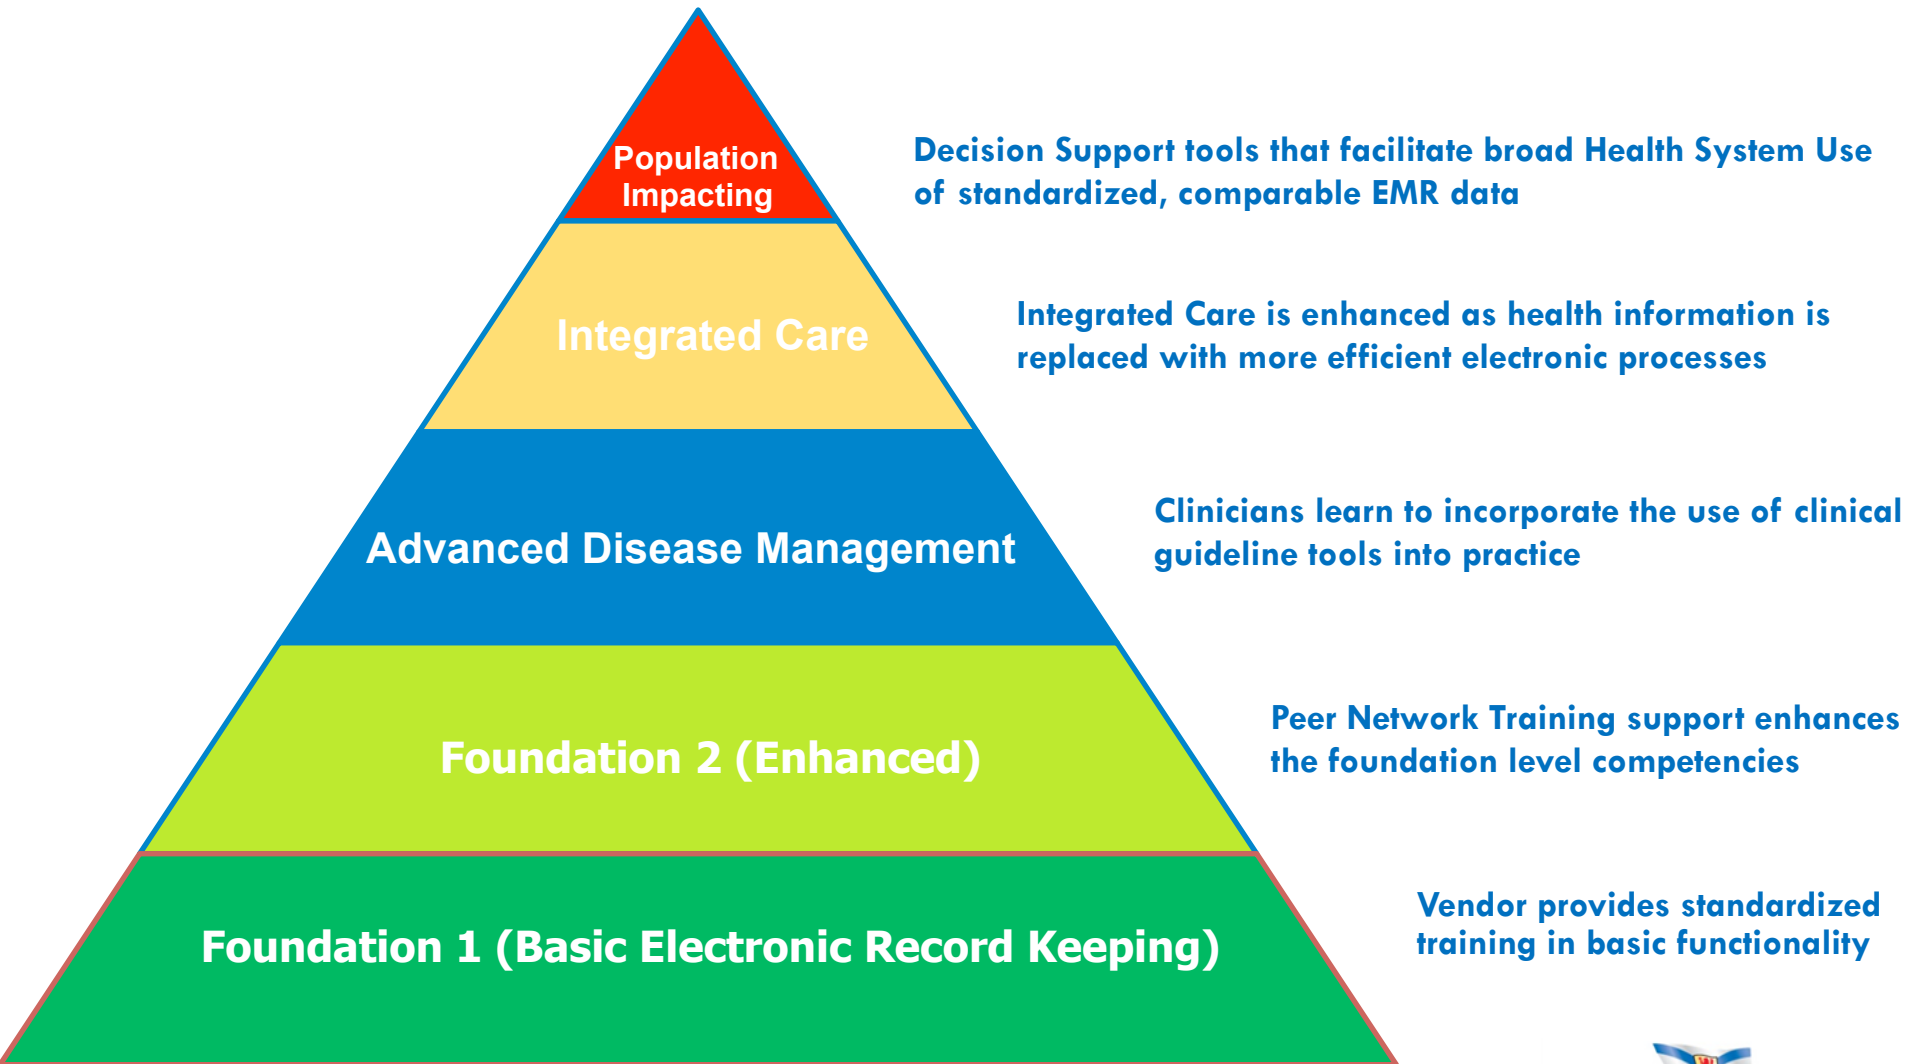 Population
Impacting
Decision Support tools that facilitate broad Health System Use
of standardized, comparable EMR data
Integrated Care
Integrated Care is enhanced as health information is
replaced with more efficient electronic processes
Advanced Disease Management
Clinicians learn to incorporate the use of clinical
guideline tools into practice
Foundation 2 (Enhanced)
Peer Network Training support enhances
the foundation level competencies
Foundation 1 (Basic Electronic Record Keeping)
Vendor provides standardized
training in basic functionality